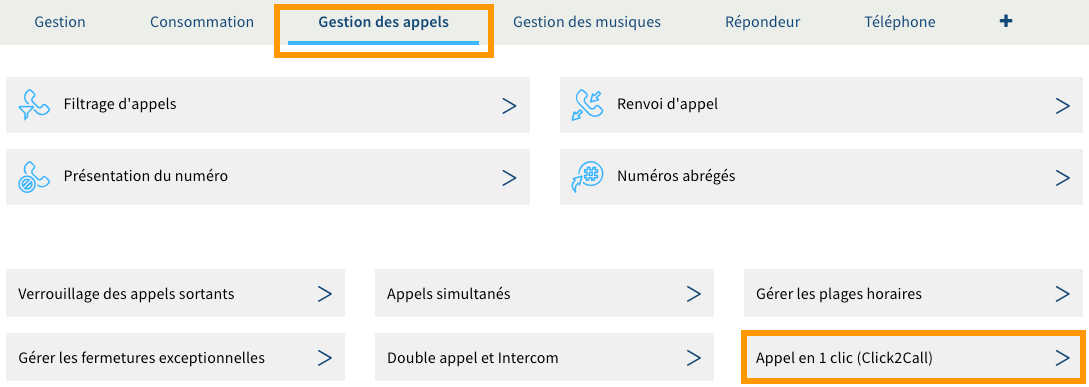 Gestion
Consommation
Gestion des appels
Gestion des musiques
Répondeur
Téléphone
Filtrage d'appels
Renvoi d'appel
Présentation du numéro
Numéros abrégés
Verrouillage des appels sortants
Appels simultanés
Gérer les plages horaires
Gérer les fermetures exceptionnelles
Double appel et Intercom
Appel en 1 clic (Click2Call)